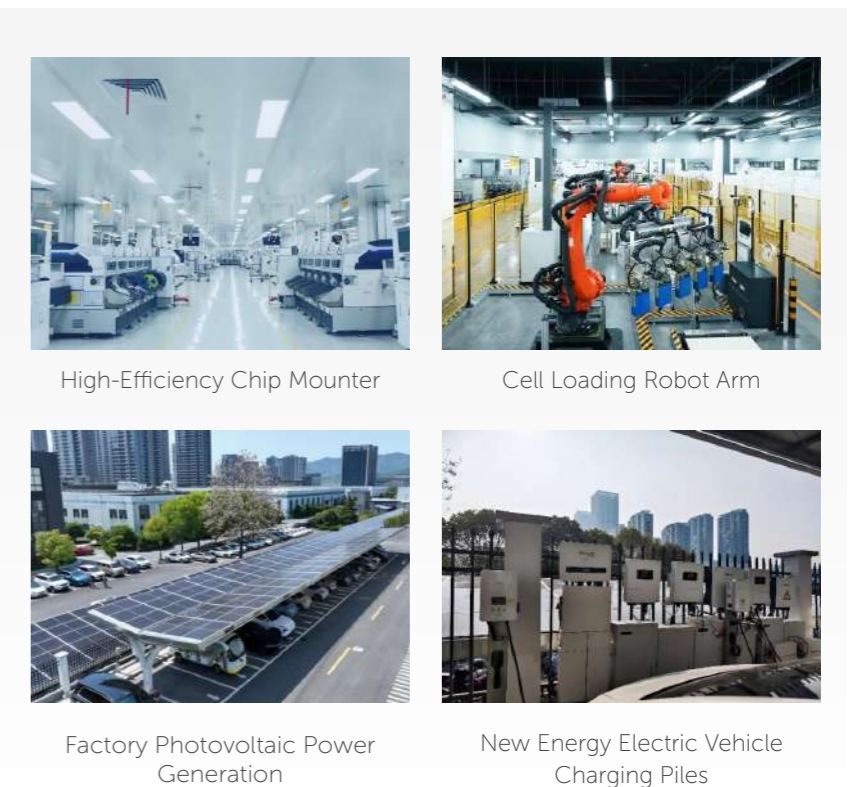 High-Efficiency Chip Mounter
Cell Loading Robot Arm
Factory Photovoltaic Power
Generation
New Energy Electric Vehicle
Charging Piles